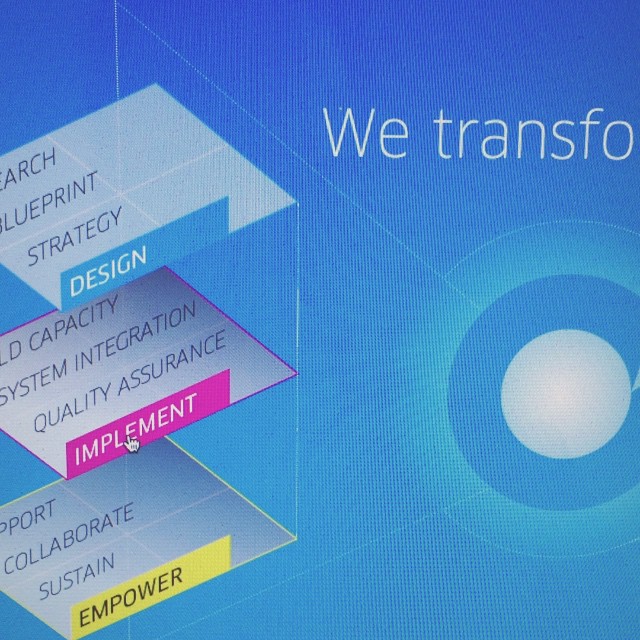 We transfo
EARCH
BLUEPRINT
STRATEGY
DESIGN
LD CAPACITY
SYSTEM INTEGRATION
QUALITY ASSURANCE
IMPLEMENT
PPORT
COLLABORATE
SUSTAIN
EMPOWER